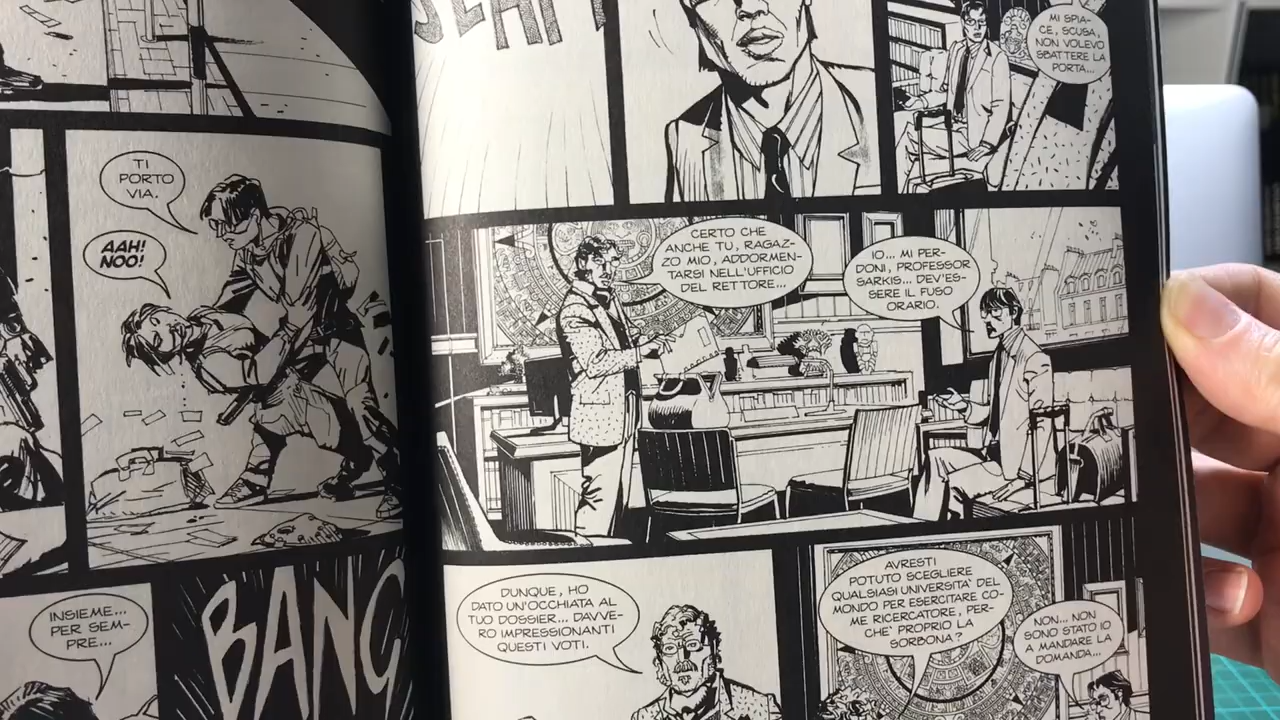 TI
PORTO
VIA.
AAH!
NOO!
INSIEME...
PER SEM-
PRE...
BANG
MI SPIA-
CE, SCUSA,
NON VOLEVO
SBATTERE LA
PORTA...
CERTO CHE
ANCHE TU, RAGAZ-
ZO MIO, ADDORMEN-
TARSI NELL'UFFICIO
DEL RETTORE...
IO... MI PER-
DONI, PROFESSOR
SARKIS... DEV'ES-
SERE IL FUSO
ORARIO.
DUNQUE, HO
DATO UN'OCCHIATA AL
TUO DOSSIER... DAVVE-
RO IMPRESSIONANTI
QUESTI VOTI.
AVRESTI
POTUTO SCEGLIERE
QUALSIASI UNIVERSITA' DEL
MONDO PER ESERCITARE CO-
ME RICERCATORE, PER-
CHE' PROPRIO LA
SORBONA?
NON... NON
SONO STATO IO
A MANDARE LA
DOMANDA...